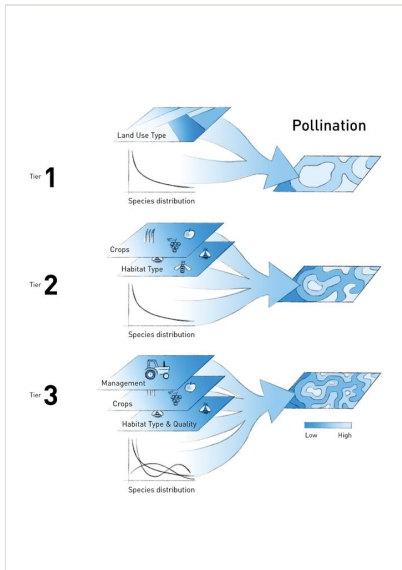 Land Use Type
Pollination
Tier 1
Species distribution
Crops
Habitat Type
Tier 2
Species distribution
Management
Crops
Tier 3
Habitat Type & Quality
Low High
Species distribution